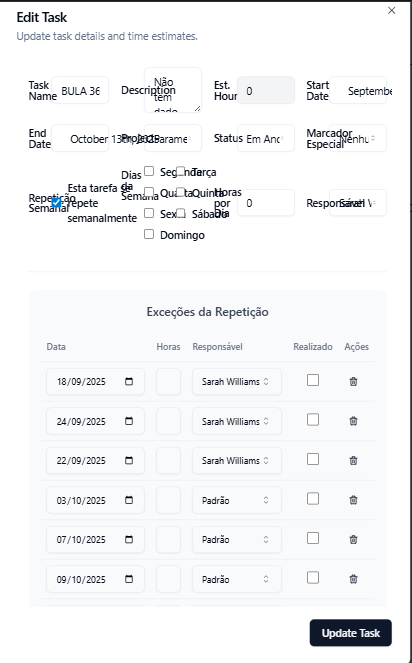 Edit Task
Update task details and time estimates.
Task Name
BULA 36
Description
Não tem dado
Est. Hour
0
Start Date
Septembe
End Date
October 13th, 2025
Status
Em And
Marcador Especial
Nenhu
Repetição Semanal
Esta tarefa se repete semanalmente
Dias da Semana
Segunda
Terça
Quarta
Quinta
Sexta
Sábado
Domingo
Horas por Dia
0
Responsável
Sarah W
Exceções da Repetição
Data Horas Responsável Realizado Ações
18/09/2025 Sarah Williams
24/09/2025 Sarah Williams
22/09/2025 Sarah Williams
03/10/2025 Padrão
07/10/2025 Padrão
09/10/2025 Padrão
Update Task